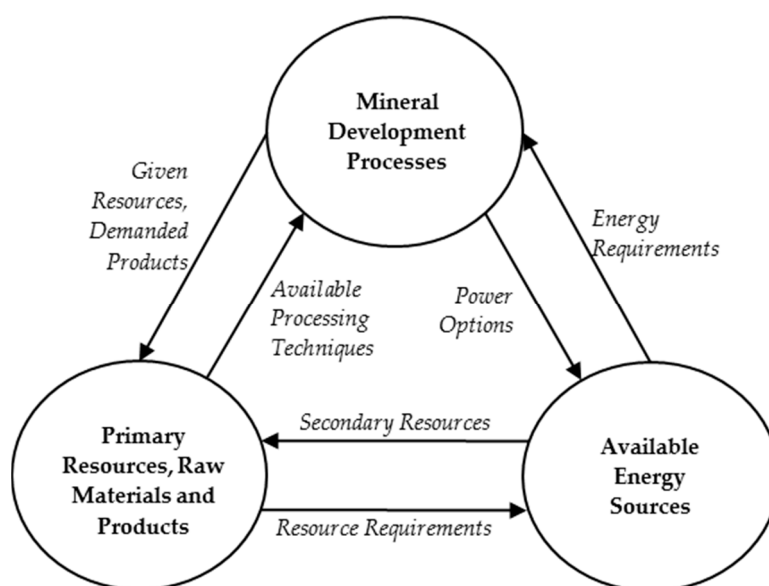 Mineral
Development
Processes
Given
Resources,
Demanded
Products
Energy
Requirements
Available
Processing
Techniques
Power
Options
Secondary Resources
Primary
Resources, Raw
Materials and
Products
Available
Energy
Sources
Resource Requirements